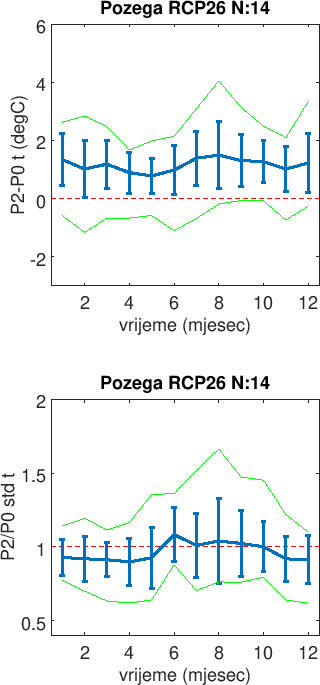 Pozega RCP26 N:14
P2-P0 t (degC)
6
4
2
0
-2
2 4 6 8 10 12
vrijeme (mjesec)
Pozega RCP26 N:14
P2/P0 std t
2
1.5
1
0.5
2 4 6 8 10 12
vrijeme (mjesec)